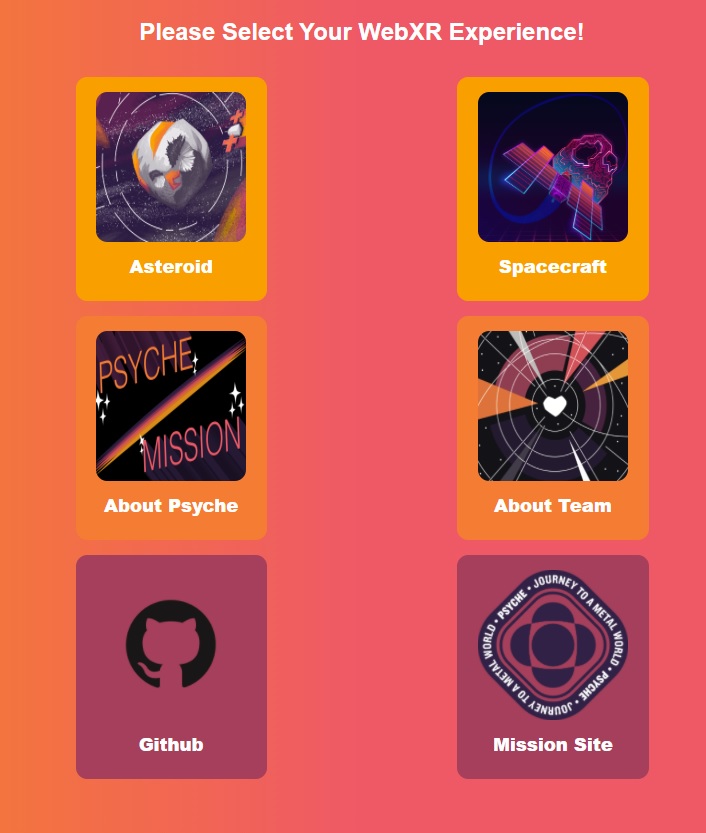 Please Select Your WebXR Experience!
Asteroid
Spacecraft
PSYCHE
MISSION
About Psyche
About Team
PSYCHE • JOURNEY TO A METAL WORLD • PSYCHE • JOURNEY TO A METAL WORLD •
Github
Mission Site